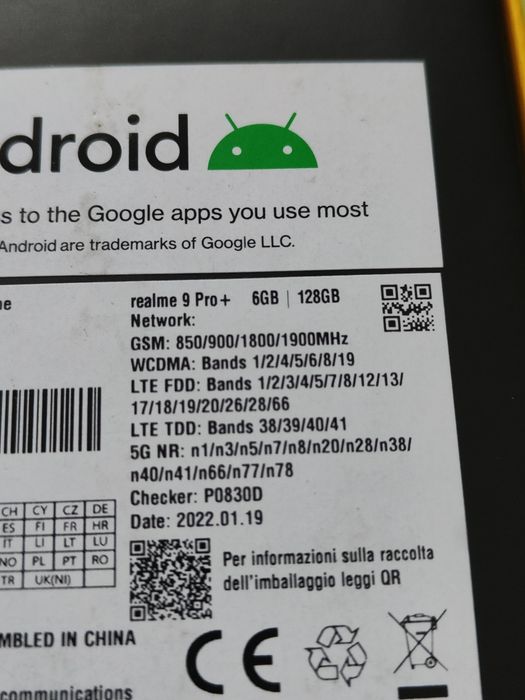 droid
s to the Google apps you use most
Android are trademarks of Google LLC.
realme 9 Pro+ 6GB | 128GB
Network:
GSM: 850/900/1800/1900MHz
WCDMA: Bands 1/2/4/5/6/8/19
LTE FDD: Bands 1/2/3/4/5/7/8/12/13/
17/18/19/20/26/28/66
LTE TDD: Bands 38/39/40/41
5G NR: n1/n3/n5/n7/n8/n20/n28/n38/
n40/n41/n66/n77/n78
Checker: P0830D
Date: 2022.01.19
CH CY CZ DE
ES FI FR HR
IT LI LT LU
NO PL PT RO
TR UK(NI)
Per informazioni sulla raccolta
dell'imballaggio leggi QR
MBLED IN CHINA
CE
communications